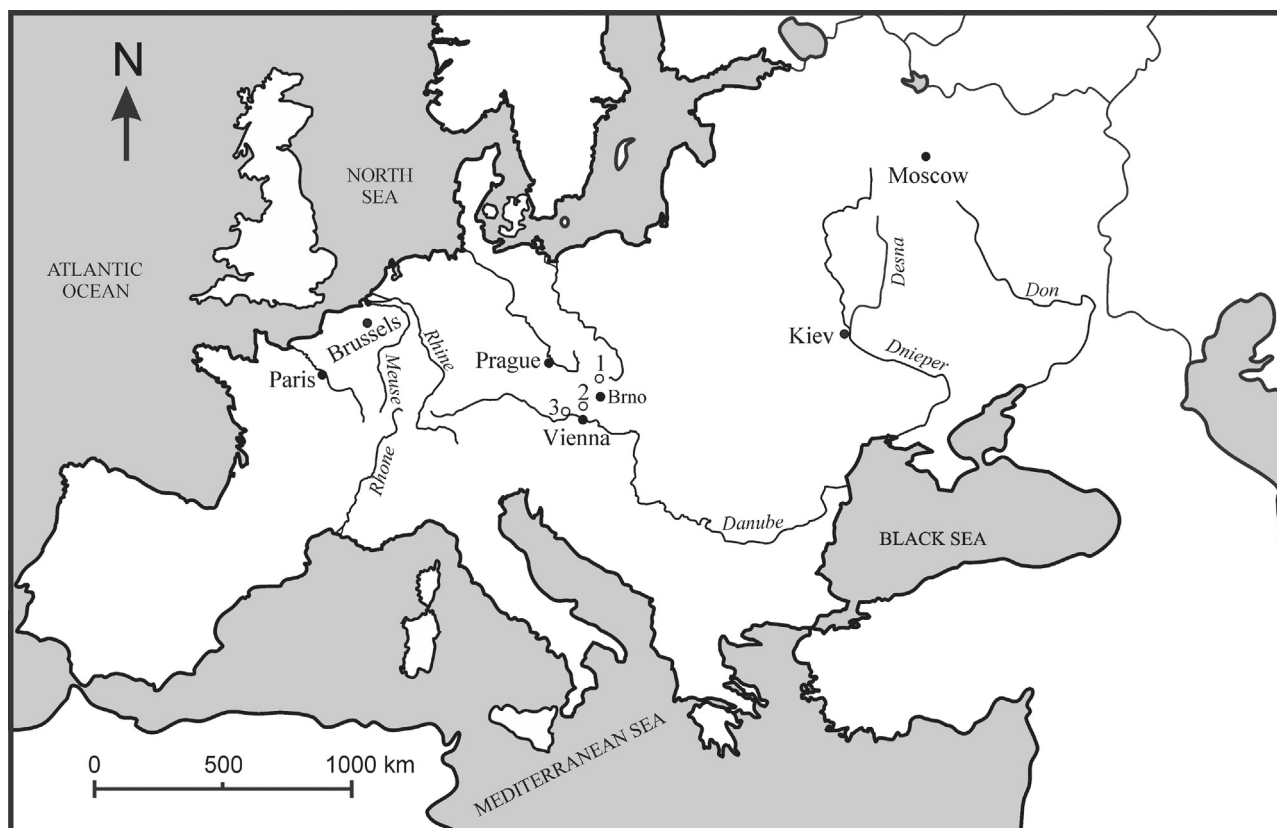 N
NORTH
SEA
ATLANTIC
OCEAN
Moscow
Desna
Don
Kiev
Dnieper
Brussels
Rhine
Meuse
Paris
Prague
1
Brno
2
3
Vienna
Rhone
Danube
BLACK SEA
MEDITERRANEAN SEA
0 500 1000 km